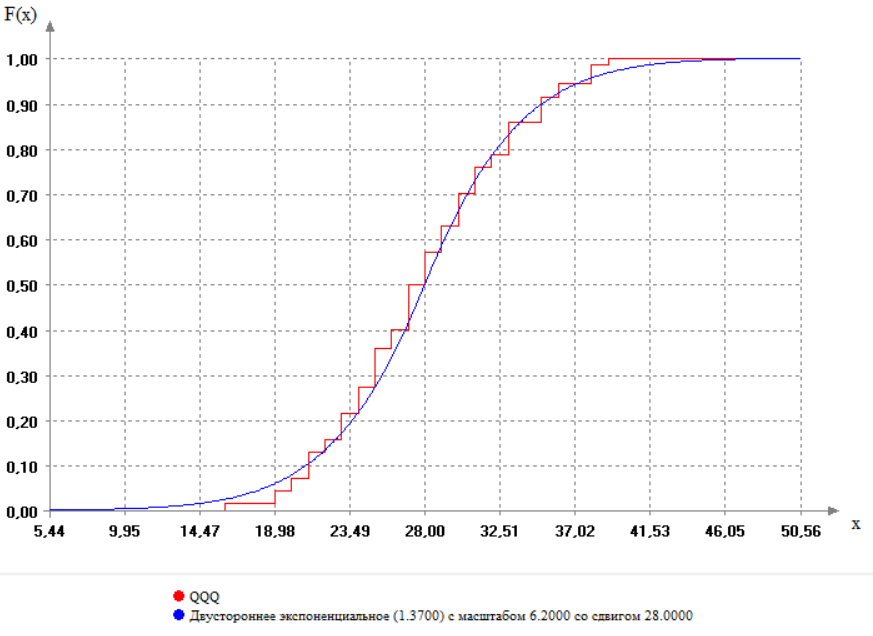 F(x)
1,00
0,90
0,80
0,70
0,60
0,50
0,40
0,30
0,20
0,10
0,00
5,44 9,95 14,47 18,98 23,49 28,00 32,51 37,02 41,53 46,05 50,56 x
QQQ
Двустороннее экспоненциальное (1.3700) с масштабом 6.2000 со сдвигом 28.0000